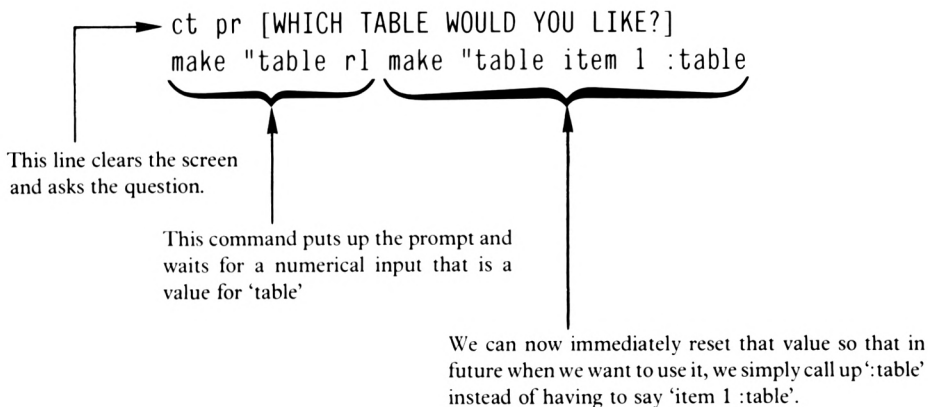 ct pr [WHICH TABLE WOULD YOU LIKE?]
make "table rl make "table item 1 :table
This line clears the screen
and asks the question.
This command puts up the prompt and
waits for a numerical input that is a
value for ‘table’
We can now immediately reset that value so that in
future when we want to use it, we simply call up ‘:table’
instead of having to say ‘item 1 :table’.